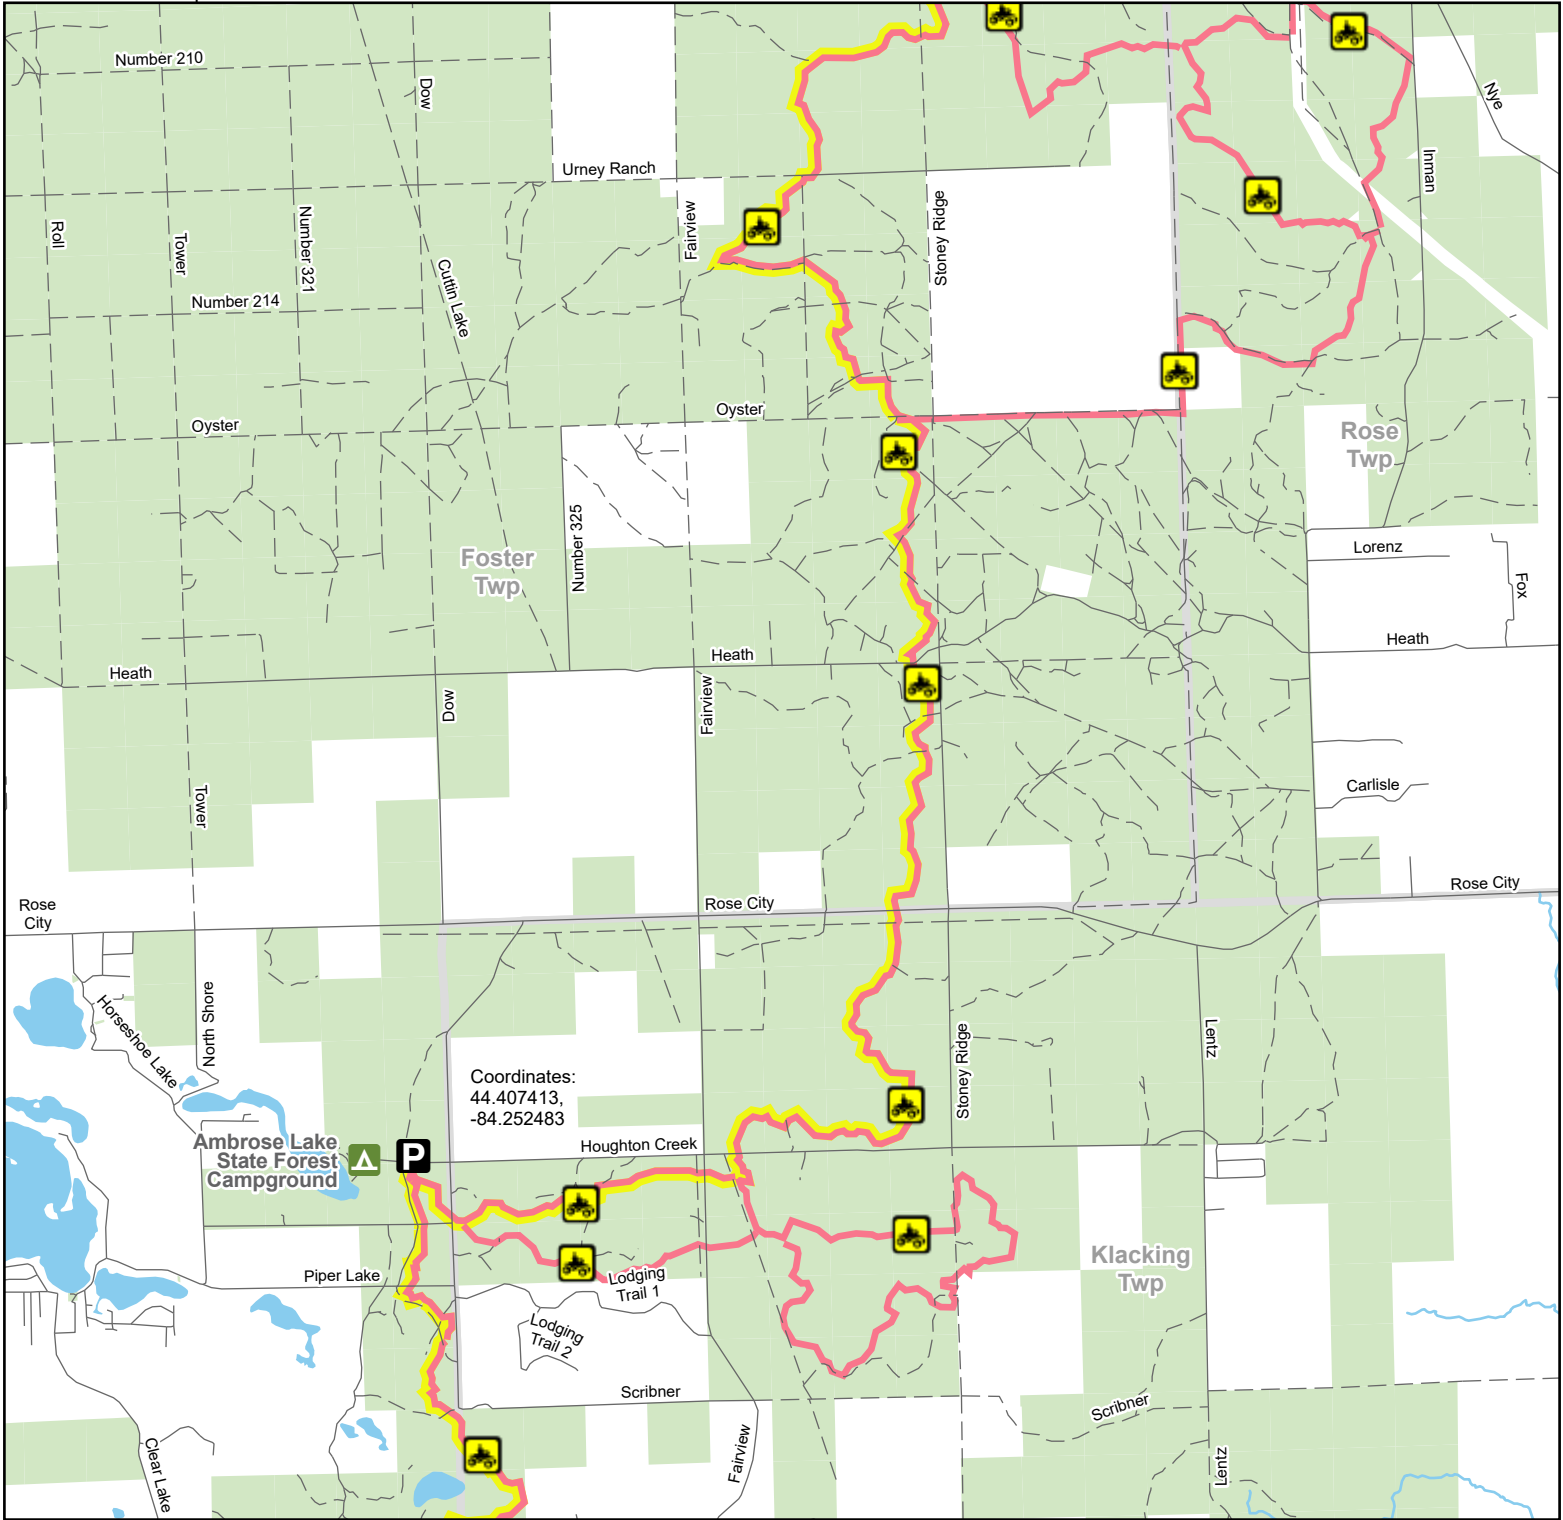 Number 210
Dow
Nye
Urney Ranch
Inman
Roll
Tower
Number 321
Fairview
Stoney Ridge
Cuttin Lake
Number 214
Oyster
Oyster
Rose
Twp
Number 325
Foster
Twp
Lorenz
Fox
Heath
Heath
Heath
Dow
Fairview
Tower
Carlisle
Rose
City
Rose City
Rose City
Horseshoe Lake
North Shore
Lentz
Stoney Ridge
Coordinates:
44.407413,
-84.252483
Ambrose Lake
State Forest
Campground
P
Houghton Creek
Klacking
Twp
Piper Lake
Lodging
Trail 1
Lodging
Trail 2
Scribner
Scribner
Clear Lake
Fairview
Lentz